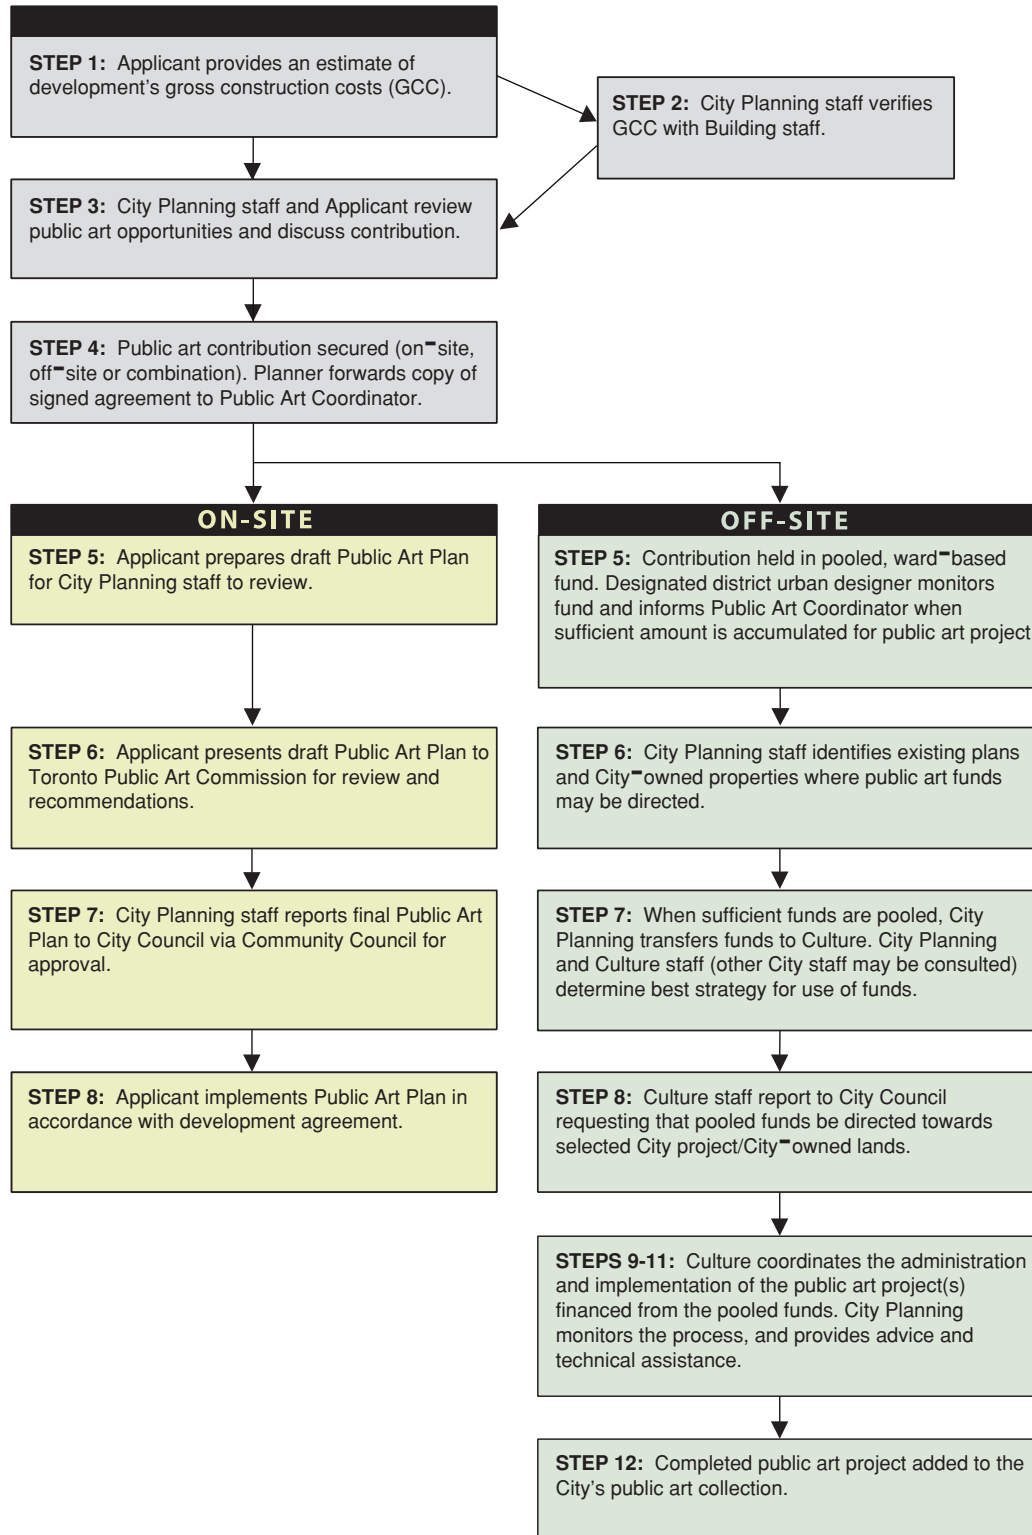 STEP 1: Applicant provides an estimate of
development's gross construction costs (GCC).
STEP 2: City Planning staff verifies
GCC with Building staff.
STEP 3: City Planning staff and Applicant review
public art opportunities and discuss contribution.
STEP 4: Public art contribution secured (on-site,
off-site or combination). Planner forwards copy of
signed agreement to Public Art Coordinator.
ON-SITE
STEP 5: Applicant prepares draft Public Art Plan
for City Planning staff to review.
STEP 6: Applicant presents draft Public Art Plan to
Toronto Public Art Commission for review and
recommendations.
STEP 7: City Planning staff reports final Public Art
Plan to City Council via Community Council for
approval.
STEP 8: Applicant implements Public Art Plan in
accordance with development agreement.
OFF-SITE
STEP 5: Contribution held in pooled, ward-based
fund. Designated district urban designer monitors
fund and informs Public Art Coordinator when
sufficient amount is accumulated for public art project
STEP 6: City Planning staff identifies existing plans
and City-owned properties where public art funds
may be directed.
STEP 7: When sufficient funds are pooled, City
Planning transfers funds to Culture. City Planning
and Culture staff (other City staff may be consulted)
determine best strategy for use of funds.
STEP 8: Culture staff report to City Council
requesting that pooled funds be directed towards
selected City project/City-owned lands.
STEPS 9-11: Culture coordinates the administration
and implementation of the public art project(s)
financed from the pooled funds. City Planning
monitors the process, and provides advice and
technical assistance.
STEP 12: Completed public art project added to the
City's public art collection.